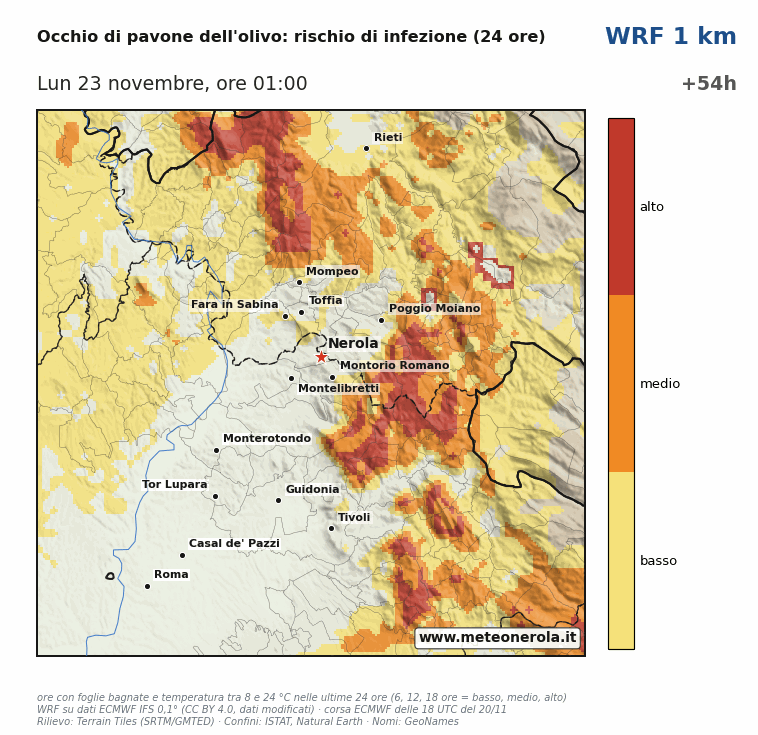 Occhio di pavone dell'olivo: rischio di infezione (24 ore)
WRF 1 km
Lun 23 novembre, ore 01:00
+54h
Rieti
alto
Mompeo
Toffia
Fara in Sabina
Poggio Moiano
Nerola
Montorio Romano
medio
Montelibretti
Monterotondo
Tor Lupara
Guidonia
Tivoli
Casal de' Pazzi
basso
Roma
www.meteonerola.it
ore con foglie bagnate e temperatura tra 8 e 24 °C nelle ultime 24 ore (6, 12, 18 ore = basso, medio, alto)
WRF su dati ECMWF IFS 0,1° (CC BY 4.0, dati modificati) · corsa ECMWF delle 18 UTC del 20/11
Rilievo: Terrain Tiles (SRTM/GMTED) · Confini: ISTAT, Natural Earth · Nomi: GeoNames